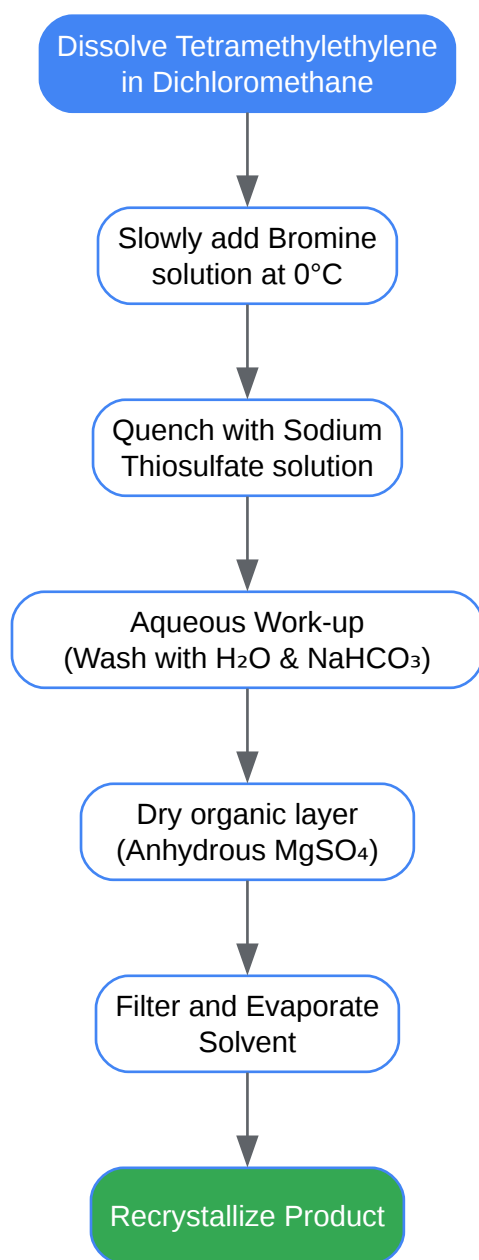 Dissolve Tetramethylethylene
in Dichloromethane
Slowly add Bromine
solution at 0°C
Quench with Sodium
Thiosulfate solution
Aqueous Work-up
(Wash with H₂O & NaHCO₃)
Dry organic layer
(Anhydrous MgSO₄)
Filter and Evaporate
Solvent
Recrystallize Product